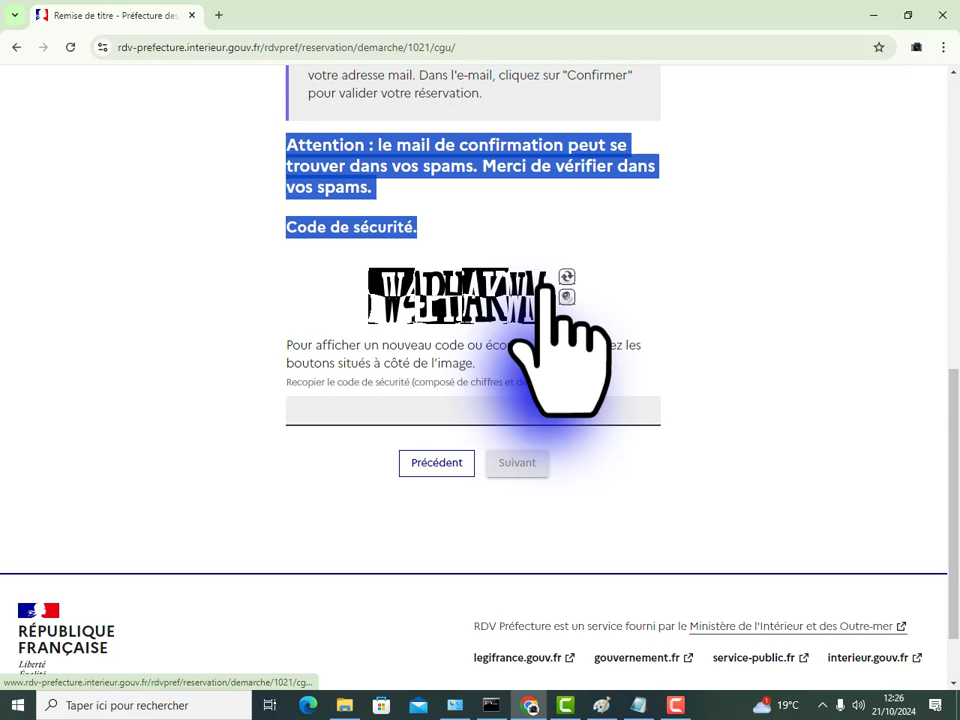 Remise de titre - Préfecture des
rdv-prefecture.interieur.gouv.fr/rdvpref/reservation/demarche/1021/cgu/
votre adresse mail. Dans l'e-mail, cliquez sur "Confirmer"
pour valider votre réservation.
Attention : le mail de confirmation peut se
trouver dans vos spams. Merci de vérifier dans
vos spams.
Code de sécurité.
Pour afficher un nouveau code ou éco ez les
boutons situés à côté de l'image.
Recopier le code de sécurité (composé de chiffres et
Précédent Suivant
RÉPUBLIQUE
FRANÇAISE
Liberté
RDV Préfecture est un service fourni par le Ministère de l'Intérieur et des Outre-mer
legifrance.gouv.fr gouvernement.fr service-public.fr interieur.gouv.fr
www.rdv-prefecture.interieur.gouv.fr/rdvpref/reservation/demarche/1021/cg...
Taper ici pour rechercher
19°C
12:26
21/10/2024